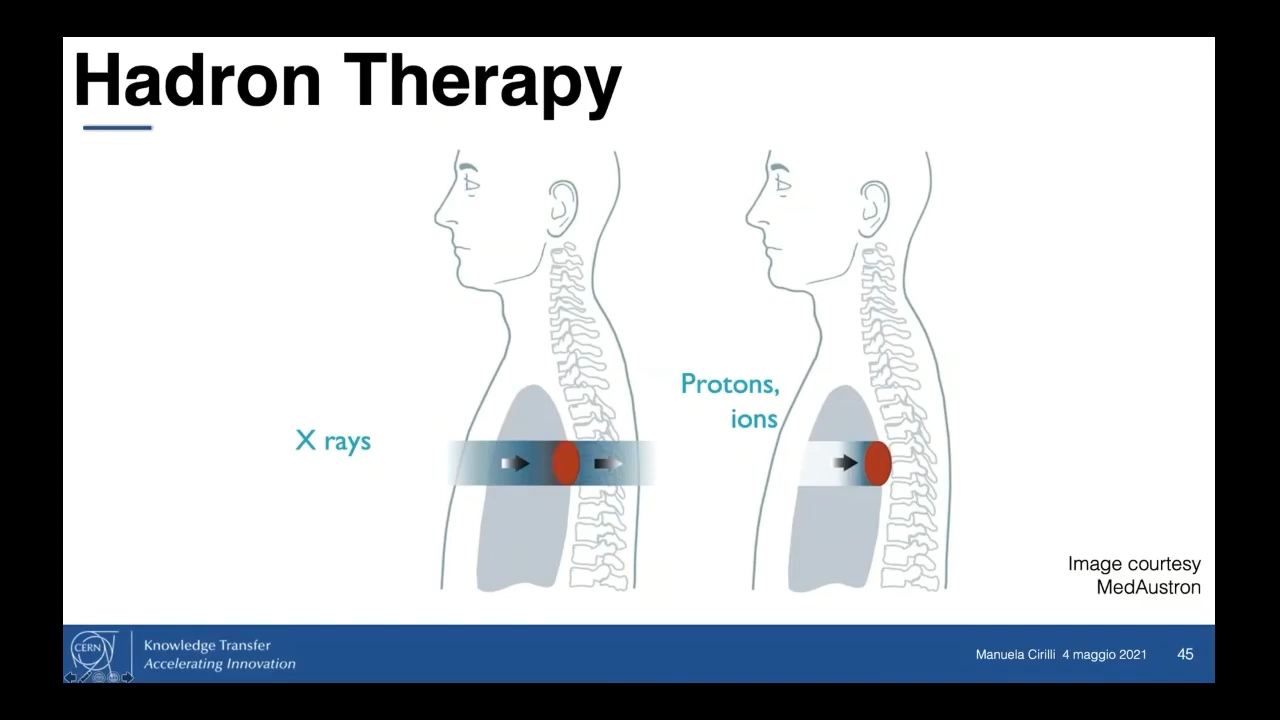 Hadron Therapy
X rays
Protons,
ions
Image courtesy
MedAustron
CERN
Knowledge Transfer
Accelerating Innovation
Manuela Cirilli 4 maggio 2021
45